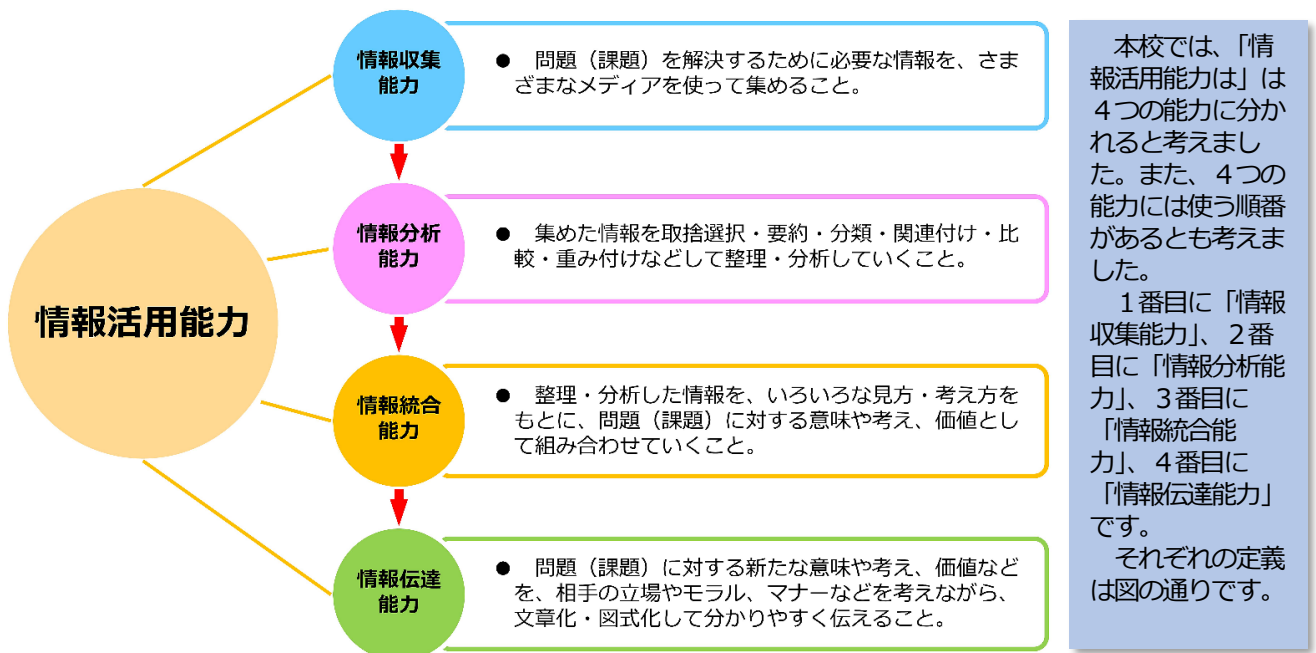 情報活用能力
情報収集
能力
● 問題（課題）を解決するために必要な情報を、さま
ざまなメディアを使って集めること。
情報分析
能力
● 集めた情報を取捨選択・要約・分類・関連付け・比
較・重み付けなどして整理・分析していくこと。
情報統合
能力
● 整理・分析した情報を、いろいろな見方・考え方を
もとに、問題（課題）に対する意味や考え、価値とし
て組み合わせていくこと。
情報伝達
能力
● 問題（課題）に対する新たな意味や考え、価値など
を、相手の立場やモラル、マナーなどを考えながら、
文章化・図式化して分かりやすく伝えること。
本校では、「情
報活用能力は」は
４つの能力に分か
れると考えまし
た。また、４つの
能力には使う順番
があるとも考えま
した。
１番目に「情報
収集能力」、２番
目に「情報分析能
力」、３番目に
「情報統合能
力」、４番目に
「情報伝達能力」
です。
それぞれの定義
は図の通りです。